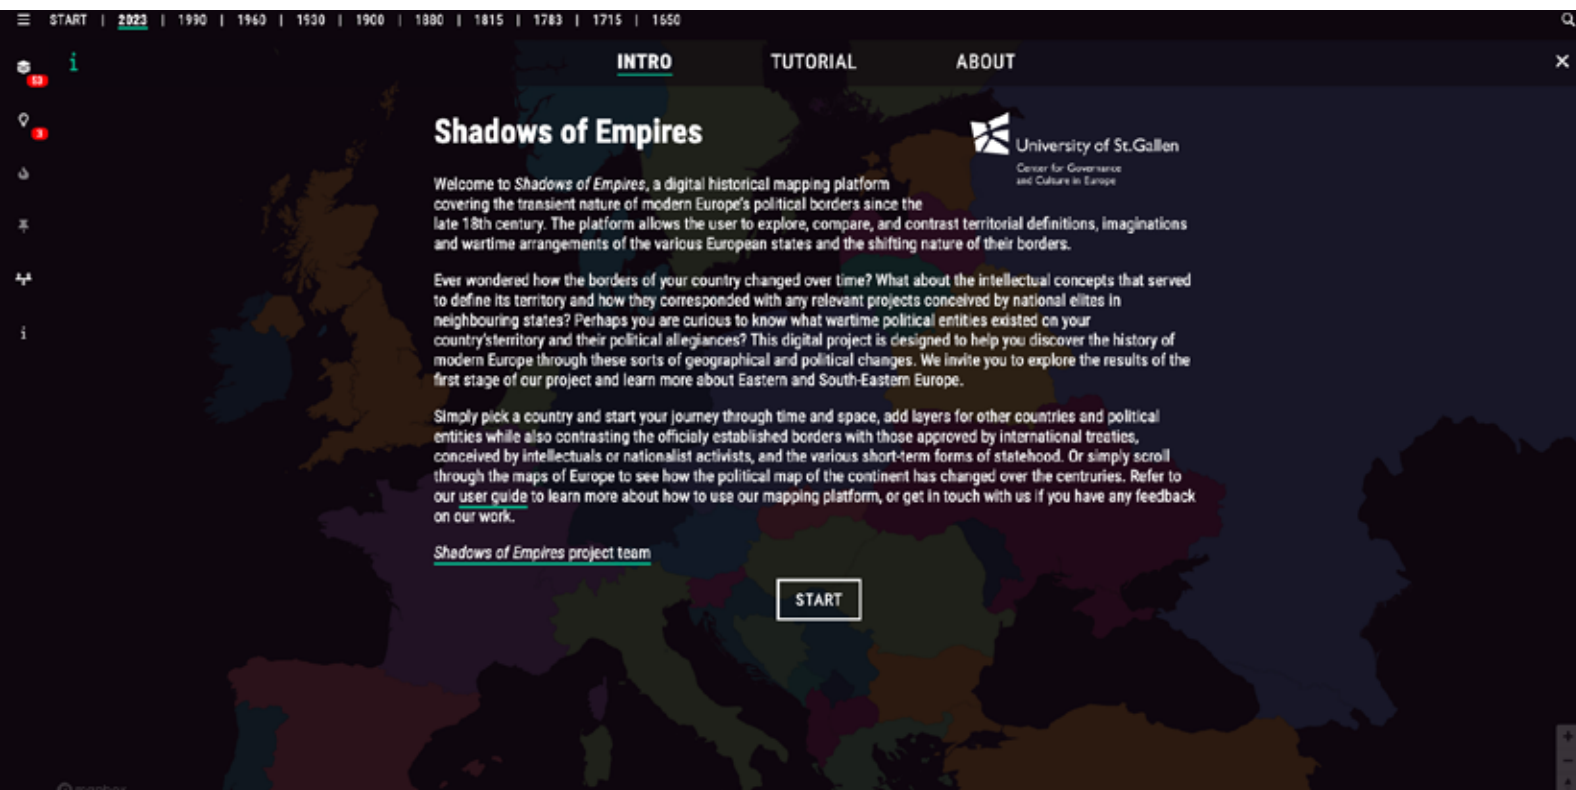 START | 2023 | 1990 | 1960 | 1930 | 1900 | 1880 | 1815 | 1783 | 1715 | 1650
i
INTRO TUTORIAL ABOUT
53
3
i
Shadows of Empires
University of St.Gallen
Center for Governance
and Culture in Europe
Welcome to Shadows of Empires, a digital historical mapping platform
covering the transient nature of modern Europe's political borders since the
late 18th century. The platform allows the user to explore, compare, and contrast territorial definitions, imaginations
and wartime arrangements of the various European states and the shifting nature of their borders.
Ever wondered how the borders of your country changed over time? What about the intellectual concepts that served
to define its territory and how they corresponded with any relevant projects conceived by national elites in
neighbouring states? Perhaps you are curious to know what wartime political entities existed on your
country'sterritory and their political allegiances? This digital project is designed to help you discover the history of
modern Europe through these sorts of geographical and political changes. We invite you to explore the results of the
first stage of our project and learn more about Eastern and South-Eastern Europe.
Simply pick a country and start your journey through time and space, add layers for other countries and political
entities while also contrasting the officialy established borders with those approved by international treaties,
conceived by intellectuals or nationalist activists, and the various short-term forms of statehood. Or simply scroll
through the maps of Europe to see how the political map of the continent has changed over the centruries. Refer to
our user guide to learn more about how to use our mapping platform, or get in touch with us if you have any feedback
on our work.
Shadows of Empires project team
START
mapbox